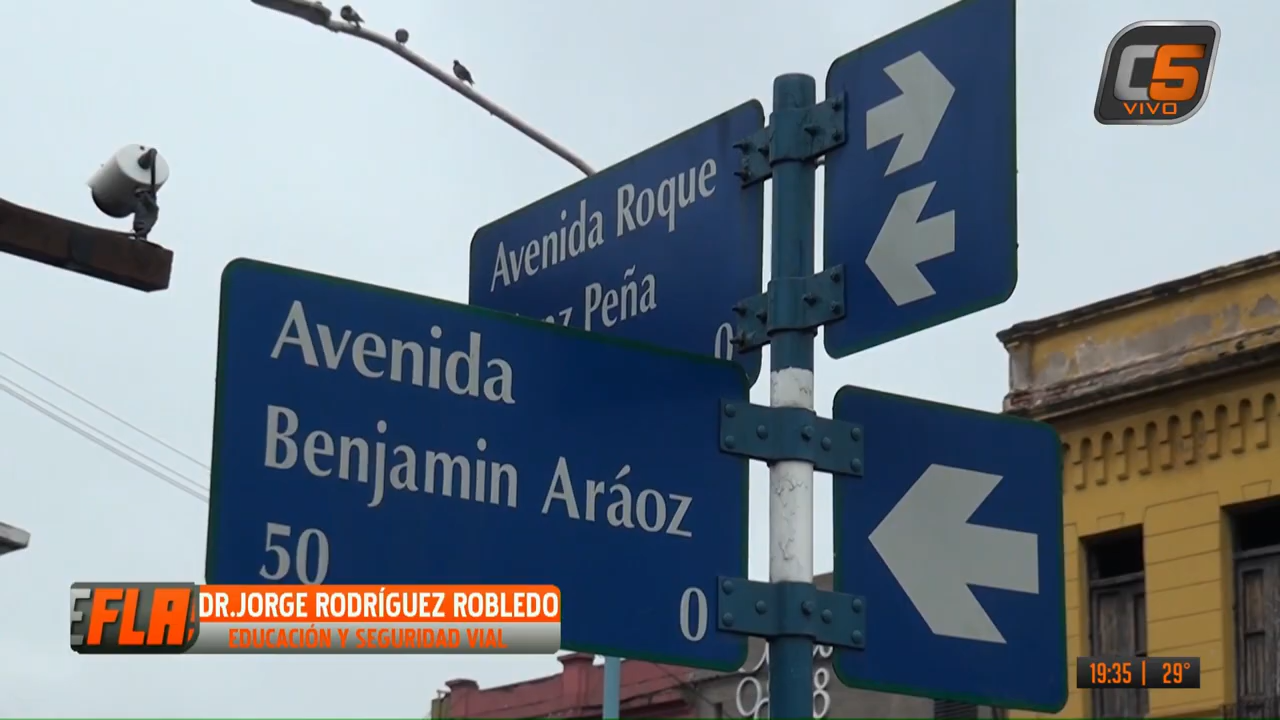 C5
VIVO
Avenida Roque
Peña
0
Avenida
Benjamin Aráoz
50 0
EFLA!
DR.JORGE RODRÍGUEZ ROBLEDO
EDUCACIÓN Y SEGURIDAD VIAL
19:35 | 29°